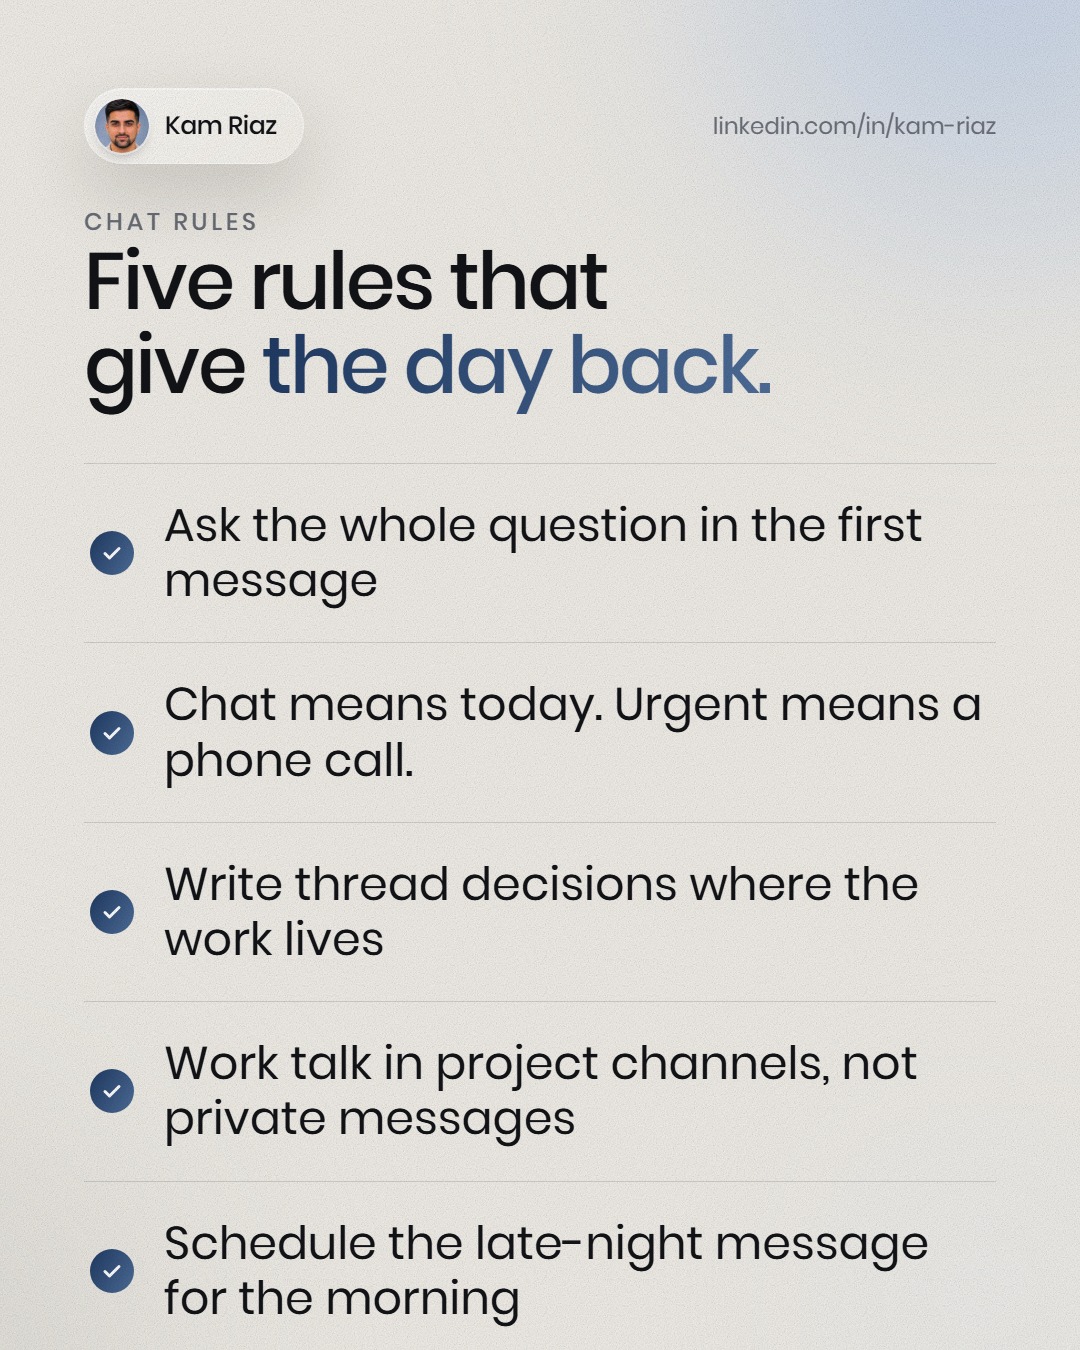 Kam Riaz
linkedin.com/in/kam-riaz
CHAT RULES
Five rules that
give the day back.
Ask the whole question in the first
message
Chat means today. Urgent means a
phone call.
Write thread decisions where the
work lives
Work talk in project channels, not
private messages
Schedule the late-night message
for the morning